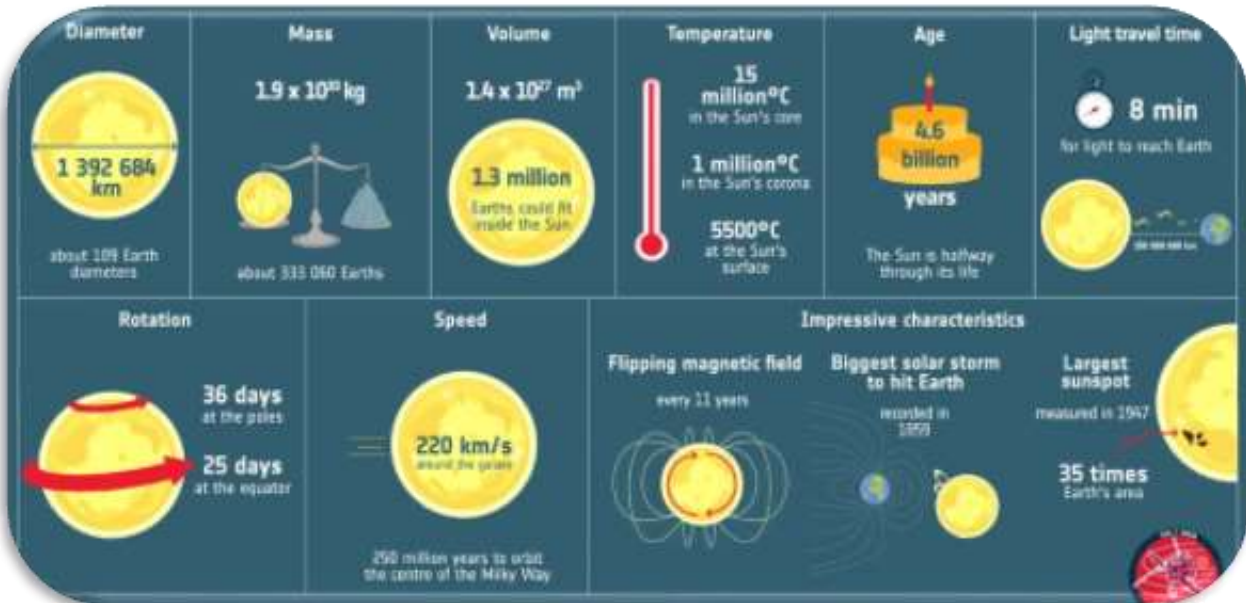 Diameter
1 392 684
km
about 109 Earth
diameters
Mass
1.9 x 10³⁰ kg
about 333 060 Earths
Volume
1.4 x 10²⁷ m³
1.3 million
Earths could fit
inside the Sun
Temperature
15
million°C
in the Sun's core
1 million°C
in the Sun's corona
5500°C
at the Sun's
surface
Age
4.6
billion
years
The Sun is halfway
through its life
Light travel time
8 min
for light to reach Earth
Rotation
36 days
at the poles
25 days
at the equator
Speed
220 km/s
around the galaxy
250 million years to orbit
the centre of the Milky Way
Impressive characteristics
Flipping magnetic field
every 11 years
Biggest solar storm
to hit Earth
recorded in
1859
Largest
sunspot
measured in 1947
35 times
Earth's area